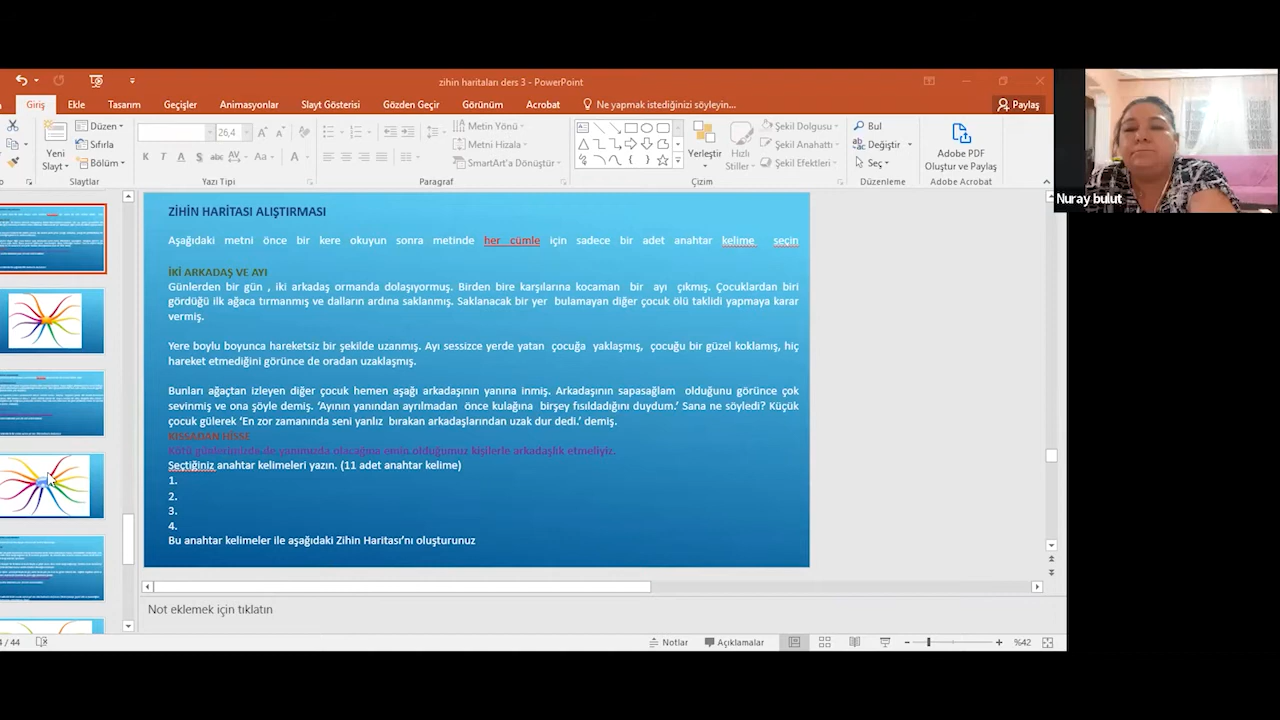 zihin haritaları ders 3 - PowerPoint
Giriş Ekle Tasarım Geçişler Animasyonlar Slayt Gösterisi Gözden Geçir Görünüm Acrobat Ne yapmak istediğinizi söyleyin... Paylaş
Yeni Slayt
Düzen
Sıfırla
Bölüm
Slaytlar
26,4
K T A S abc AV Aa A
Yazı Tipi
Metin Yönü
Metni Hizala
SmartArt'a Dönüştür
Paragraf
Yerleştir
Hızlı Stiller
Şekil Dolgusu
Şekil Anahattı
Şekil Efektleri
Çizim
Bul
Değiştir
Seç
Düzenleme
Adobe PDF
Oluştur ve Paylaş
Adobe Acrobat
Nuray bulut
ZİHİN HARİTASI ALIŞTIRMASI
Aşağıdaki metni önce bir kere okuyun sonra metinde her cümle için sadece bir adet anahtar kelime seçin
İKİ ARKADAŞ VE AYI
Günlerden bir gün , iki arkadaş ormanda dolaşıyormuş. Birden bire karşılarına kocaman bir ayı çıkmış. Çocuklardan biri
gördüğü ilk ağaca tırmanmış ve dalların ardına saklanmış. Saklanacak bir yer bulamayan diğer çocuk ölü taklidi yapmaya karar
vermiş.
Yere boylu boyunca hareketsiz bir şekilde uzanmış. Ayı sessizce yerde yatan çocuğa yaklaşmış, çocuğu bir güzel koklamış, hiç
hareket etmediğini görünce de oradan uzaklaşmış.
Bunları ağaçtan izleyen diğer çocuk hemen aşağı arkadaşının yanına inmiş. Arkadaşının sapasağlam olduğunu görünce çok
sevinmiş ve ona şöyle demiş. ‘Ayının yanından ayrılmadan önce kulağına birşey fısıldadığını duydum.’ Sana ne söyledi? Küçük
çocuk gülerek ‘En zor zamanında seni yanlız bırakan arkadaşlarından uzak dur dedi.’ demiş.
KISSADAN HİSSE
Kötü günlerimizde de yanımızda olacağına emin olduğumuz kişilerle arkadaşlık etmeliyiz.
Seçtiğiniz anahtar kelimeleri yazın. (11 adet anahtar kelime)
1.
2.
3.
4.
Bu anahtar kelimeler ile aşağıdaki Zihin Haritası’nı oluşturunuz
Not eklemek için tıklatın
/ 44 Notlar Açıklamalar %42